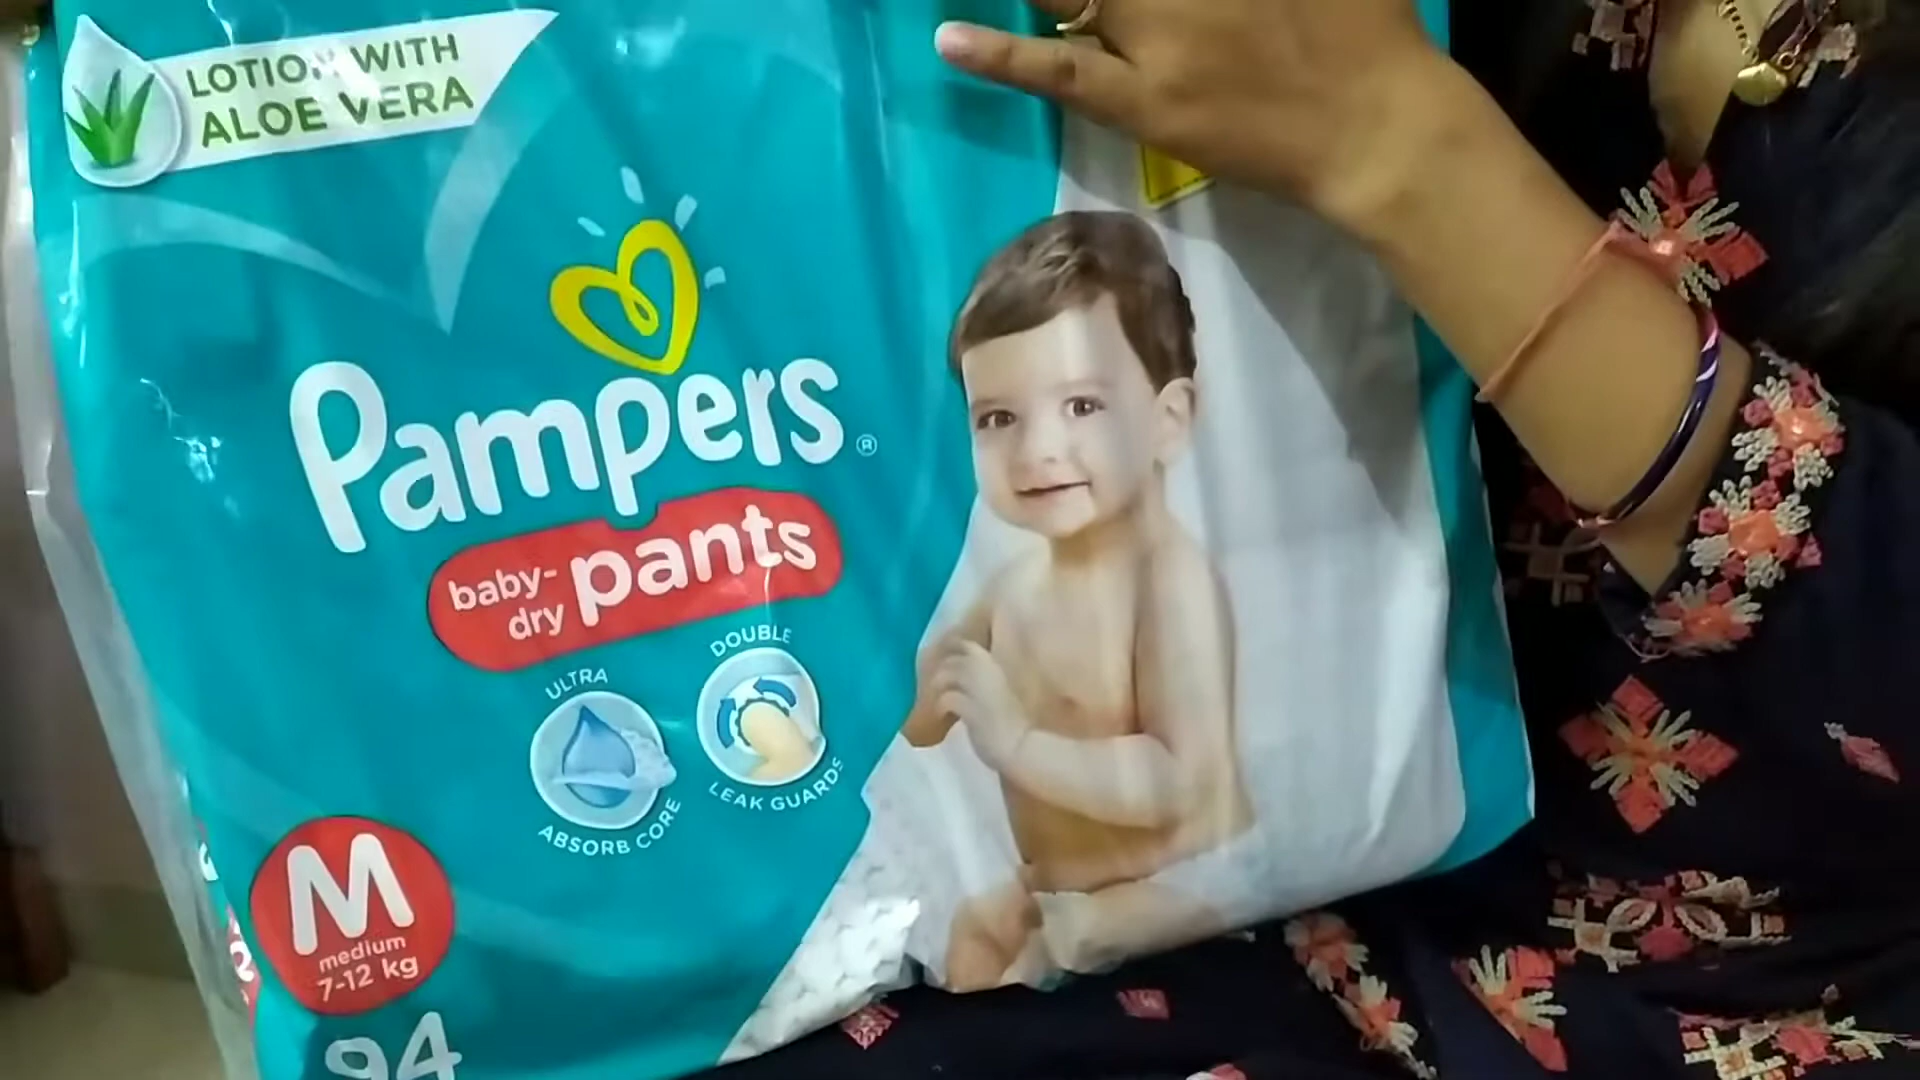 LOTION WITH
ALOE VERA
Pampers®
baby-
dry pants
ULTRA
ABSORB CORE
DOUBLE
LEAK GUARDS
M
medium
7-12 kg
94